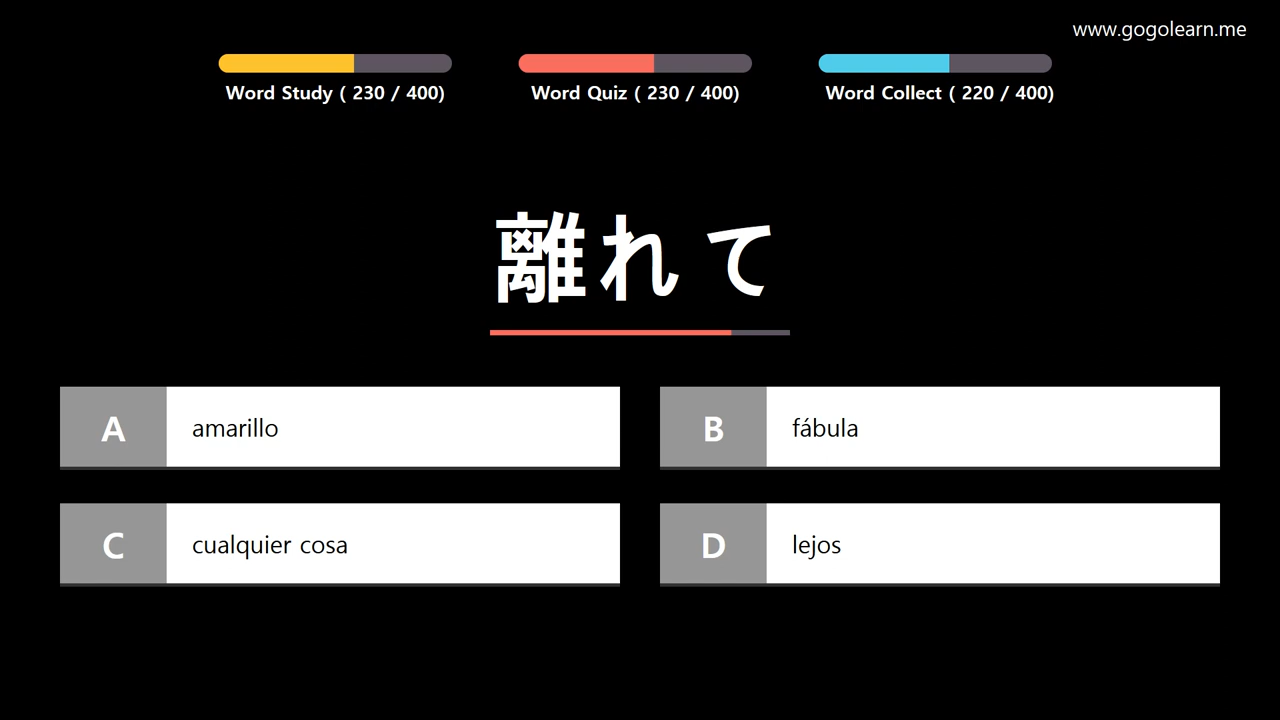 www.gogolearn.me
Word Study ( 230 / 400)
Word Quiz ( 230 / 400)
Word Collect ( 220 / 400)
離れて
A amarillo
B fábula
C cualquier cosa
D lejos